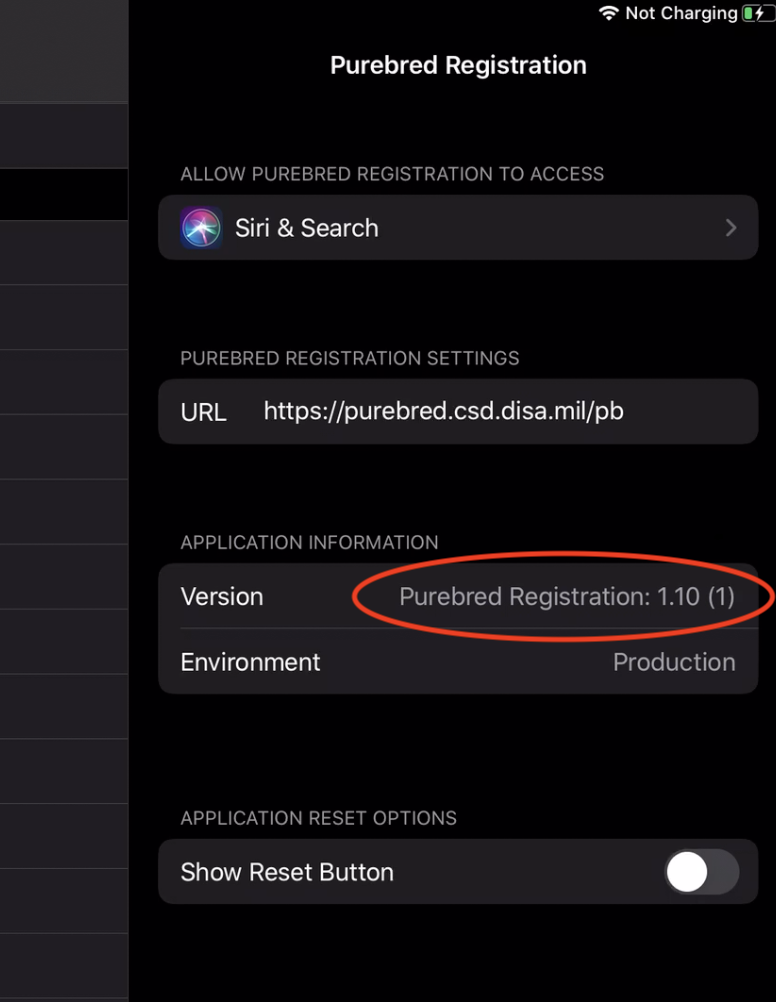 Not Charging
Purebred Registration
ALLOW PUREBRED REGISTRATION TO ACCESS
Siri & Search
PUREBRED REGISTRATION SETTINGS
URL https://purebred.csd.disa.mil/pb
APPLICATION INFORMATION
Version Purebred Registration: 1.10 (1)
Environment Production
APPLICATION RESET OPTIONS
Show Reset Button